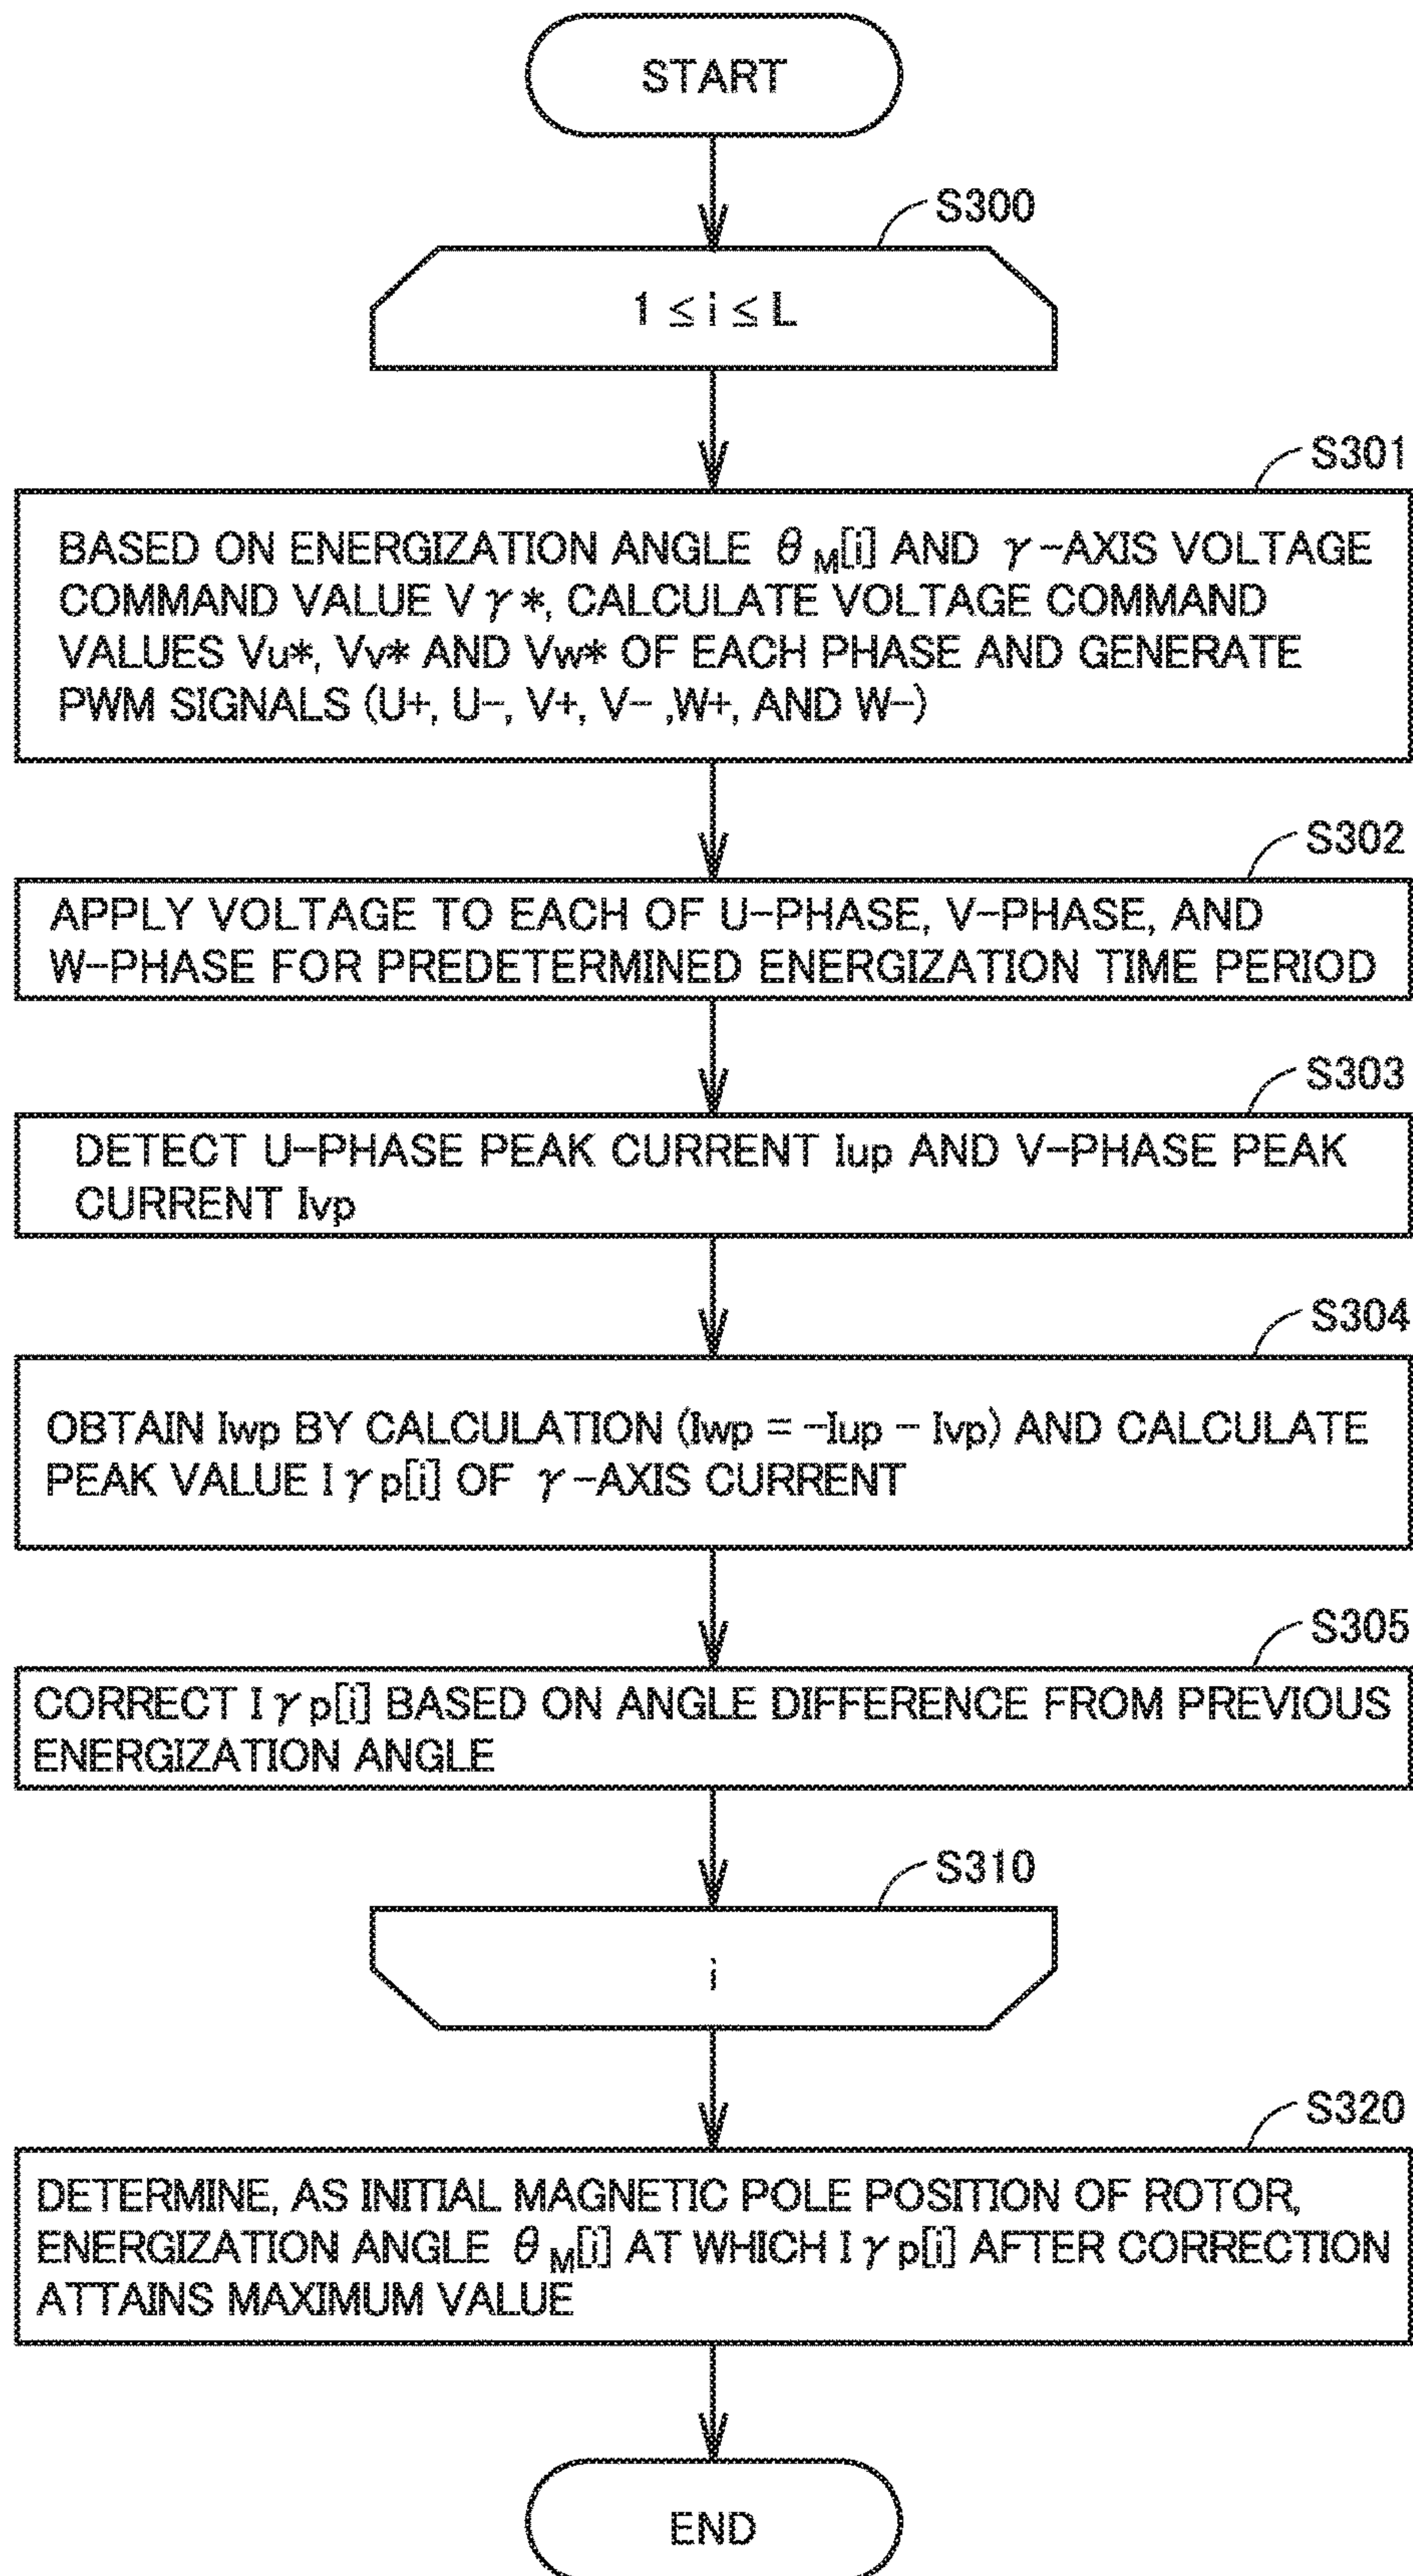 START
S300
1 ≤ i ≤ L
S301
BASED ON ENERGIZATION ANGLE θM[i] AND γ-AXIS VOLTAGE
COMMAND VALUE Vγ*, CALCULATE VOLTAGE COMMAND
VALUES Vu*, Vv* AND Vw* OF EACH PHASE AND GENERATE
PWM SIGNALS (U+, U-, V+, V- ,W+, AND W-)
S302
APPLY VOLTAGE TO EACH OF U-PHASE, V-PHASE, AND
W-PHASE FOR PREDETERMINED ENERGIZATION TIME PERIOD
S303
DETECT U-PHASE PEAK CURRENT Iup AND V-PHASE PEAK
CURRENT Ivp
S304
OBTAIN Iwp BY CALCULATION (Iwp = -Iup - Ivp) AND CALCULATE
PEAK VALUE Iγp[i] OF γ-AXIS CURRENT
S305
CORRECT Iγp[i] BASED ON ANGLE DIFFERENCE FROM PREVIOUS
ENERGIZATION ANGLE
S310
i
S320
DETERMINE, AS INITIAL MAGNETIC POLE POSITION OF ROTOR,
ENERGIZATION ANGLE θM[i] AT WHICH Iγp[i] AFTER CORRECTION
ATTAINS MAXIMUM VALUE
END